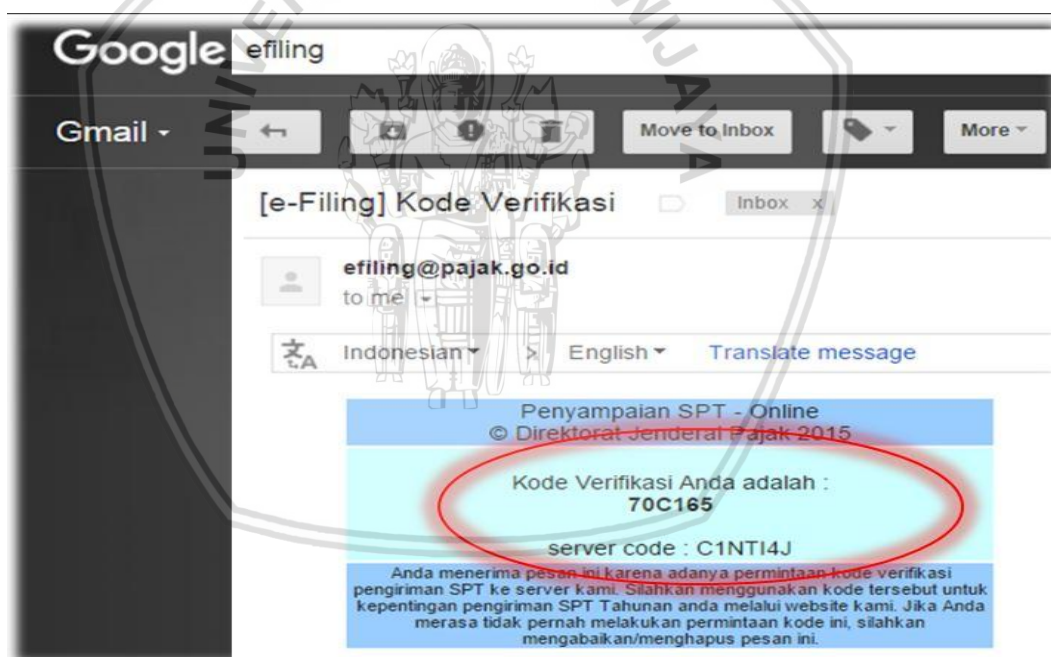 Google efiling
Gmail
Move to Inbox
More
[e-Filing] Kode Verifikasi Inbox x
efiling@pajak.go.id
to me
Indonesian > English Translate message
Penyampaian SPT - Online
© Direktorat Jenderal Pajak 2015
Kode Verifikasi Anda adalah :
70C165
server code : C1NTI4J
Anda menerima pesan ini karena adanya permintaan kode verifikasi
pengiriman SPT ke server kami. Silahkan menggunakan kode tersebut untuk
kepentingan pengiriman SPT Tahunan anda melalui website kami. Jika Anda
merasa tidak pernah melakukan permintaan kode ini, silahkan
mengabaikan/menghapus pesan ini.